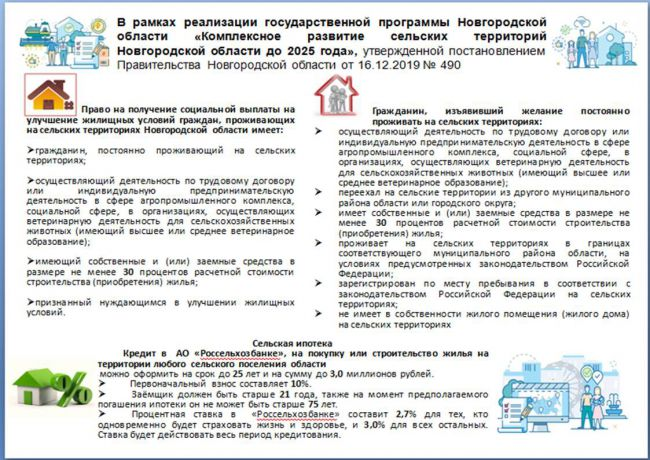 В рамках реализации государственной программы Новгородской
области «Комплексное развитие сельских территорий
Новгородской области до 2025 года», утвержденной постановлением
Правительства Новгородской области от 16.12.2019 № 490
Право на получение социальной выплаты на
улучшение жилищных условий граждан, проживающих
на сельских территориях Новгородской области имеет:
➢гражданин, постоянно проживающий на сельских
территориях;
➢осуществляющий деятельность по трудовому договору
или индивидуальную предпринимательскую
деятельность в сфере агропромышленного комплекса,
социальной сфере, в организациях, осуществляющих
ветеринарную деятельность для сельскохозяйственных
животных (имеющий высшее или среднее ветеринарное
образование);
➢имеющий собственные и (или) заемные средства в
размере не менее 30 процентов расчетной стоимости
строительства (приобретения) жилья;
➢признанный нуждающимся в улучшении жилищных
условий.
Гражданин, изъявивший желание постоянно
проживать на сельских территориях:
➢ осуществляющий деятельность по трудовому договору или
индивидуальную предпринимательскую деятельность в сфере
агропромышленного комплекса, социальной сфере, в
организациях, осуществляющих ветеринарную деятельность
для сельскохозяйственных животных (имеющий высшее или
среднее ветеринарное образование);
➢ переехал на сельские территории из другого муниципального
района области или городского округа;
➢ имеет собственные и (или) заемные средства в размере не
менее 30 процентов расчетной стоимости строительства
(приобретения) жилья;
➢ проживает на сельских территориях в границах
соответствующего муниципального района области, на
условиях предусмотренных законодательством Российской
Федерации;
➢ зарегистрирован по месту пребывания в соответствии с
законодательством Российской Федерации на сельских
территориях;
➢ не имеет в собственности жилого помещения (жилого дома)
на сельских территориях
Сельская ипотека
Кредит в АО «Россельхозбанке», на покупку или строительство жилья на
территории любого сельского поселения области
можно оформить на срок до 25 лет и на сумму до 3,0 миллионов рублей.
➢ Первоначальный взнос составляет 10%.
➢ Заёмщик должен быть старше 21 года, также на момент предполагаемого
погашения ипотеки он не может быть старше 75 лет.
➢ Процентная ставка в «Россельхозбанке» составит 2,7% для тех, кто
одновременно будет страховать жизнь и здоровье, и 3,0% для всех остальных.
Ставка будет действовать весь период кредитования.